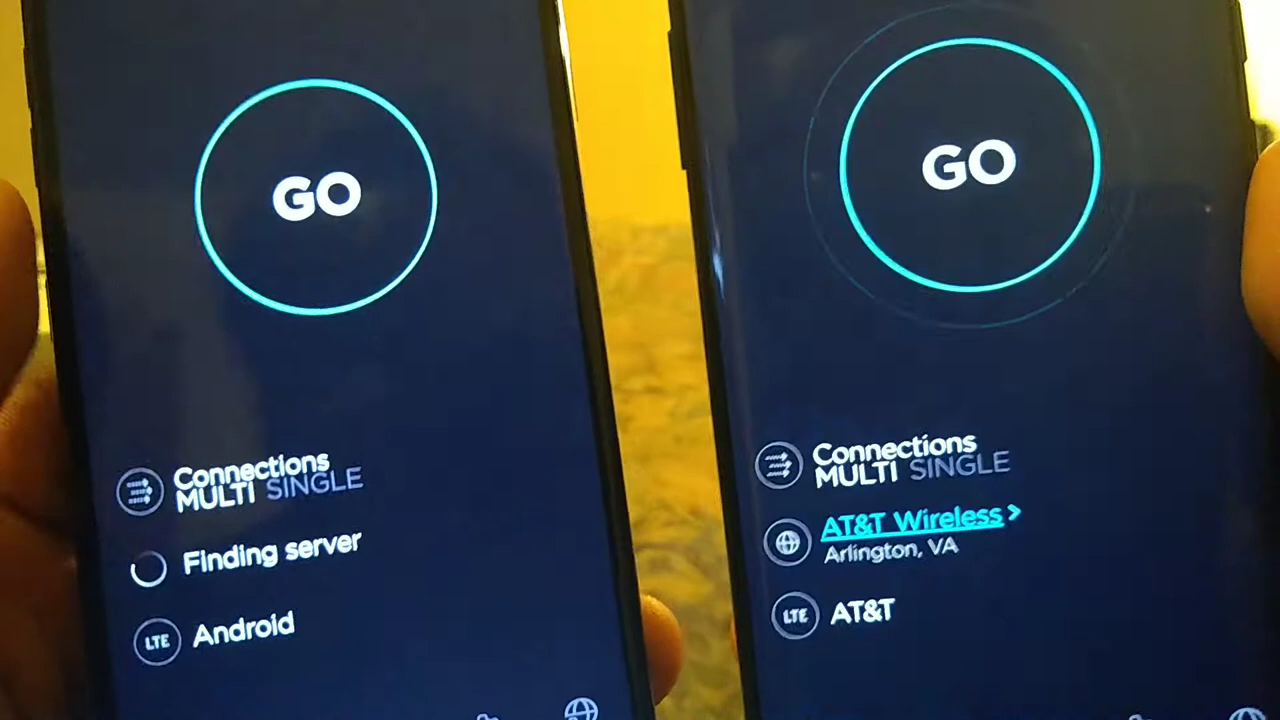 GO
Connections
MULTI SINGLE
Finding server
LTE Android
GO
Connections
MULTI SINGLE
AT&T Wireless >
Arlington, VA
LTE AT&T